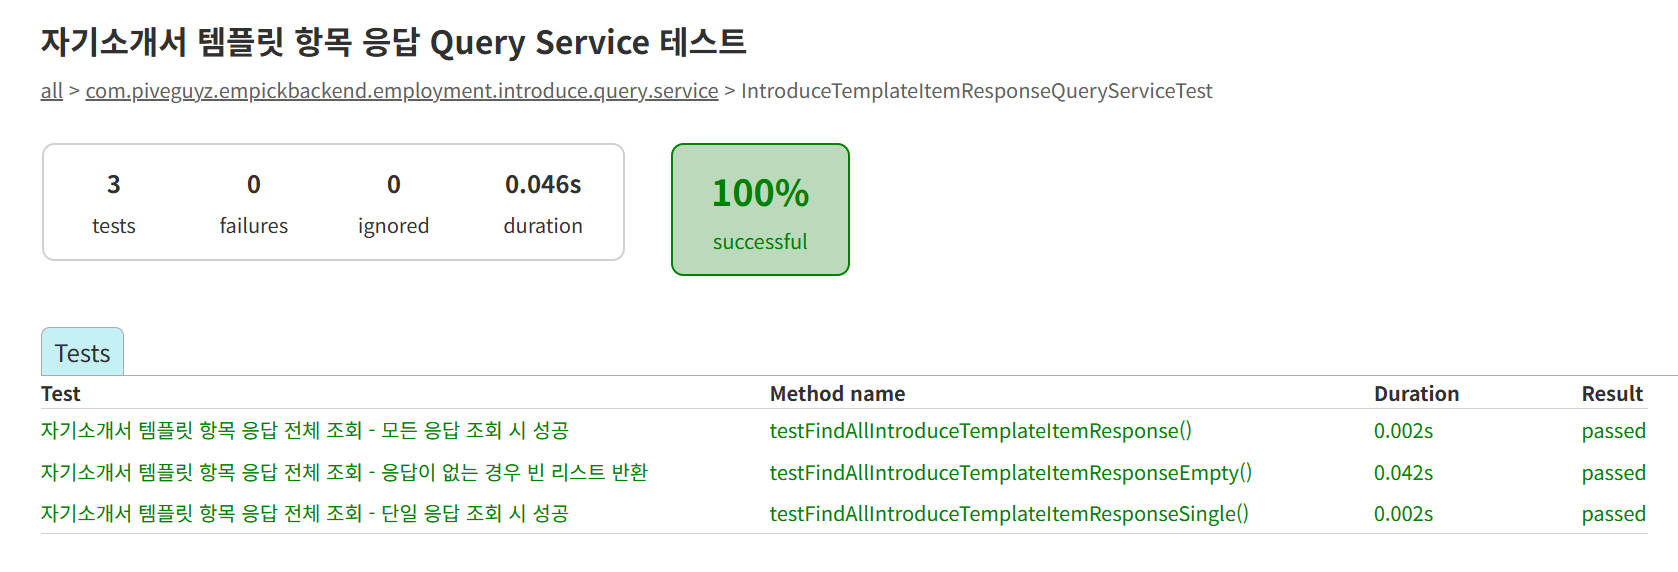 자기소개서 템플릿 항목 응답 Query Service 테스트
all > com.piveguyz.empickbackend.employment.introduce.query.service > IntroduceTemplateItemResponseQueryServiceTest
3 0 0 0.046s
tests failures ignored duration
100%
successful
Tests
Test Method name Duration Result
자기소개서 템플릿 항목 응답 전체 조회 - 모든 응답 조회 시 성공 testFindAllIntroduceTemplateItemResponse() 0.002s passed
자기소개서 템플릿 항목 응답 전체 조회 - 응답이 없는 경우 빈 리스트 반환 testFindAllIntroduceTemplateItemResponseEmpty() 0.042s passed
자기소개서 템플릿 항목 응답 전체 조회 - 단일 응답 조회 시 성공 testFindAllIntroduceTemplateItemResponseSingle() 0.002s passed